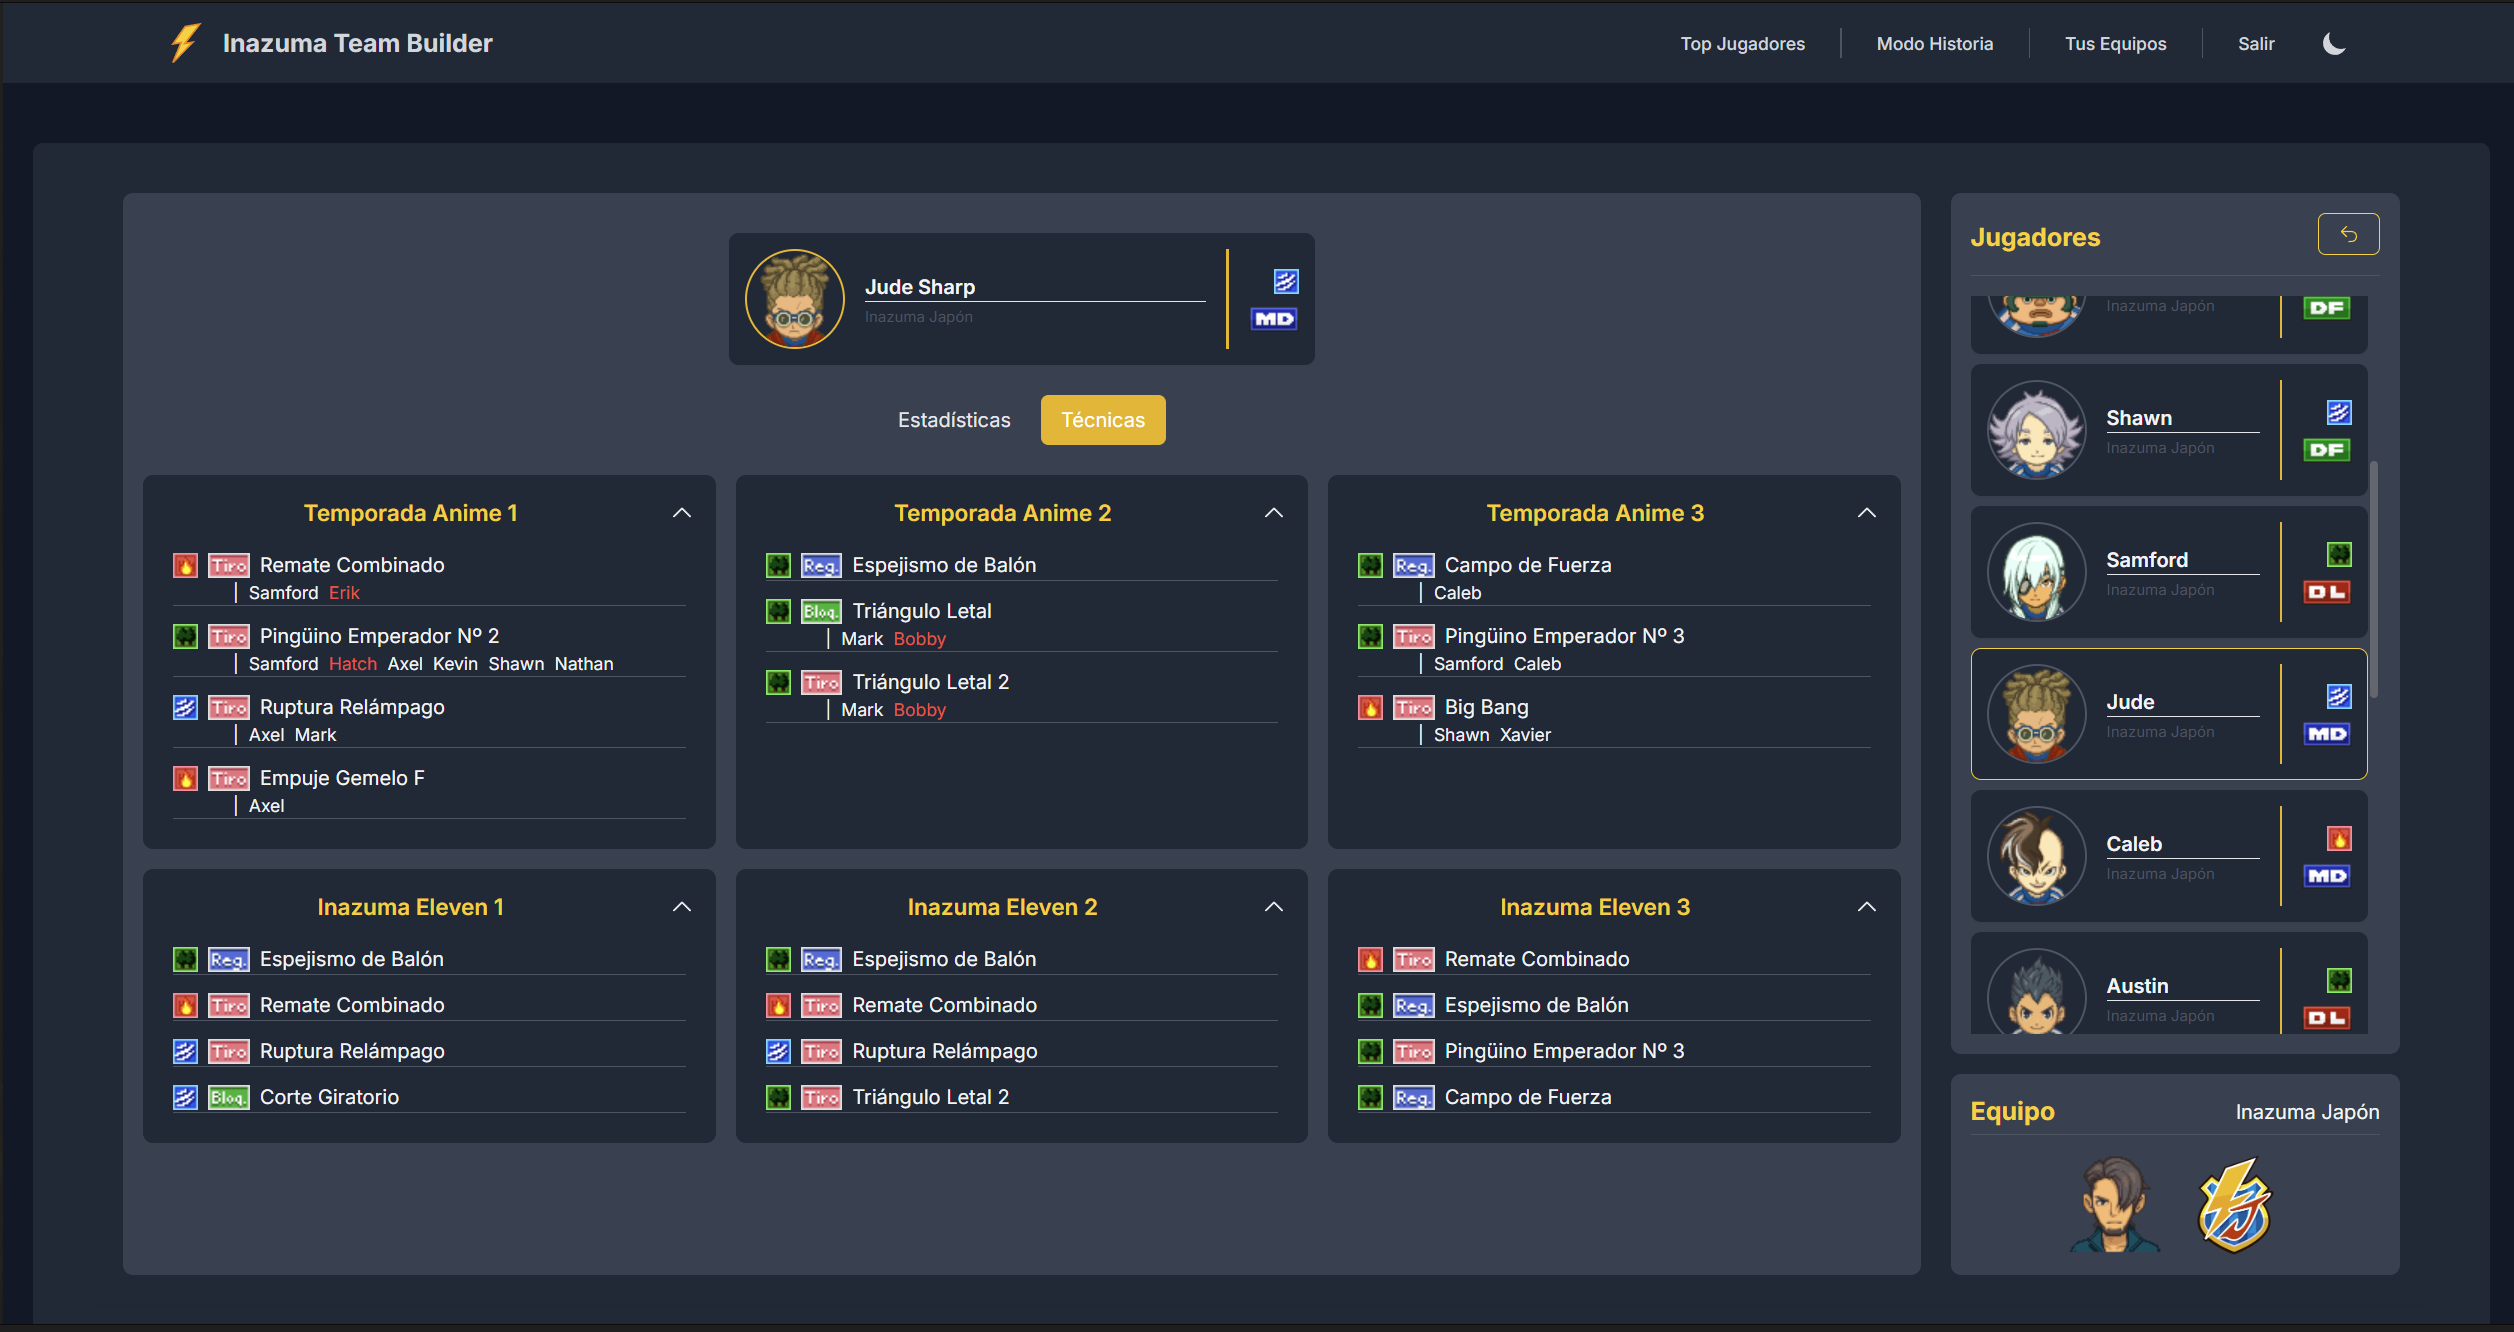 Inazuma Team Builder
Top Jugadores
Modo Historia
Tus Equipos
Salir
Jude Sharp
Inazuma Japón
MD
Estadísticas
Técnicas
Temporada Anime 1
Tiro Remate Combinado
Samford Erik
Tiro Pingüino Emperador Nº 2
Samford Hatch Axel Kevin Shawn Nathan
Tiro Ruptura Relámpago
Axel Mark
Tiro Empuje Gemelo F
Axel
Temporada Anime 2
Reg. Espejismo de Balón
Bloq. Triángulo Letal
Mark Bobby
Tiro Triángulo Letal 2
Mark Bobby
Temporada Anime 3
Reg. Campo de Fuerza
Caleb
Tiro Pingüino Emperador Nº 3
Samford Caleb
Tiro Big Bang
Shawn Xavier
Inazuma Eleven 1
Reg. Espejismo de Balón
Tiro Remate Combinado
Tiro Ruptura Relámpago
Bloq. Corte Giratorio
Inazuma Eleven 2
Reg. Espejismo de Balón
Tiro Remate Combinado
Tiro Ruptura Relámpago
Tiro Triángulo Letal 2
Inazuma Eleven 3
Tiro Remate Combinado
Reg. Espejismo de Balón
Tiro Pingüino Emperador Nº 3
Reg. Campo de Fuerza
Jugadores
Inazuma Japón
DF
Shawn
Inazuma Japón
DF
Samford
Inazuma Japón
DL
Jude
Inazuma Japón
MD
Caleb
Inazuma Japón
MD
Austin
Inazuma Japón
DL
Equipo
Inazuma Japón